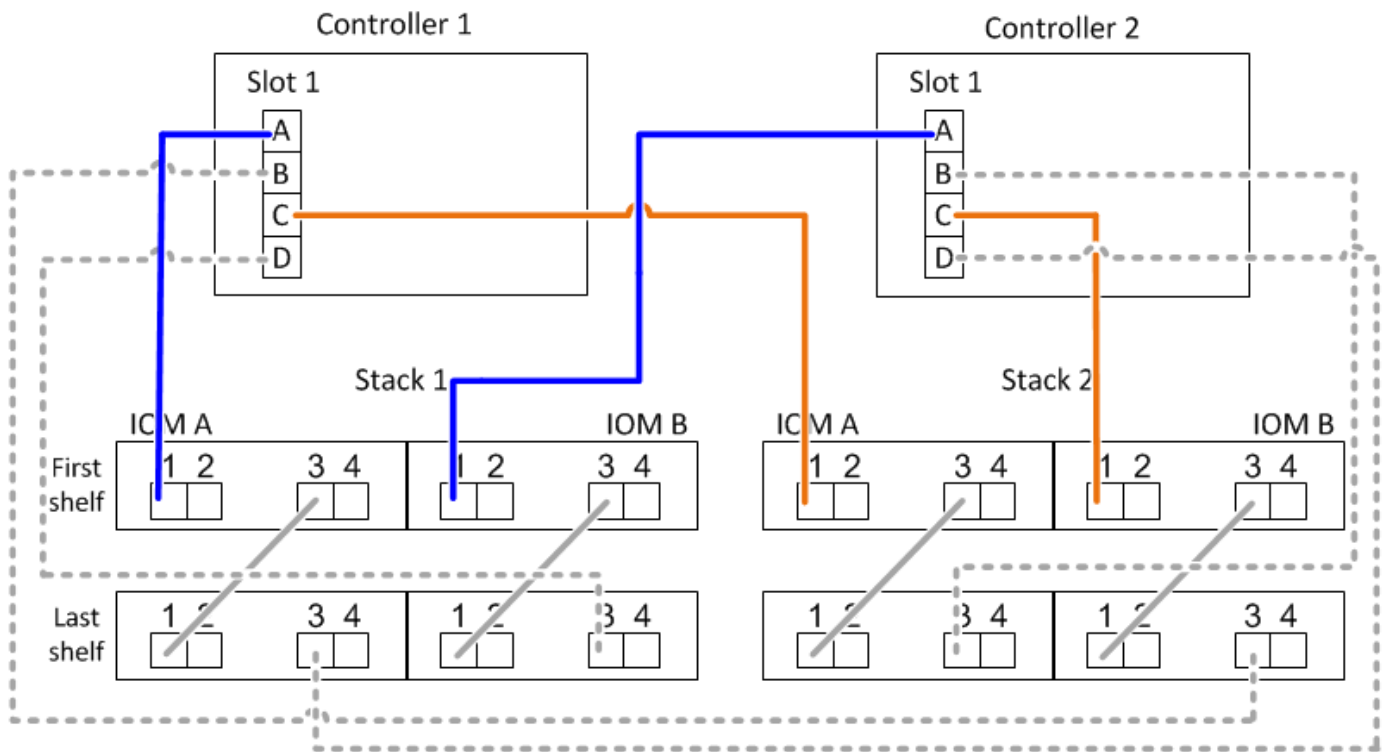 Controller 1
Controller 2
Slot 1
Slot 1
A
B
C
D
A
B
C
D
Stack 1
Stack 2
IOM A
IOM B
IOM A
IOM B
First
shelf
1 2
3 4
1 2
3 4
1 2
3 4
1 2
3 4
Last
shelf
1 2
3 4
1 2
3 4
1 2
3 4
1 2
3 4